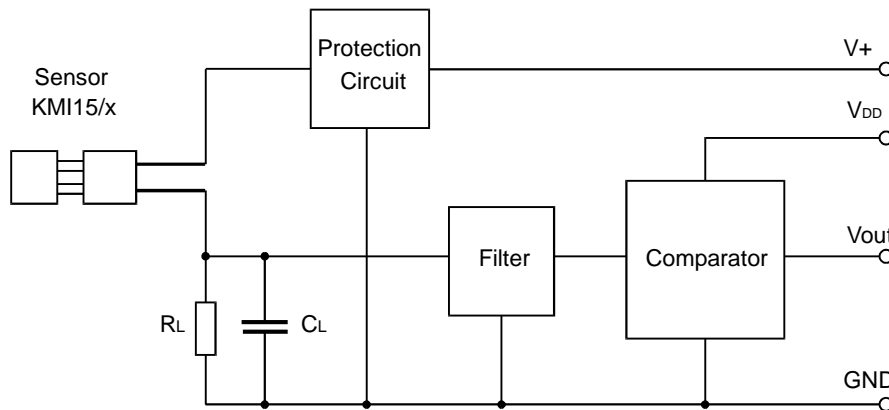 Protection
Circuit
V+
Sensor
KMI15/x
VDD
Vout
Filter
Comparator
RL
CL
GND